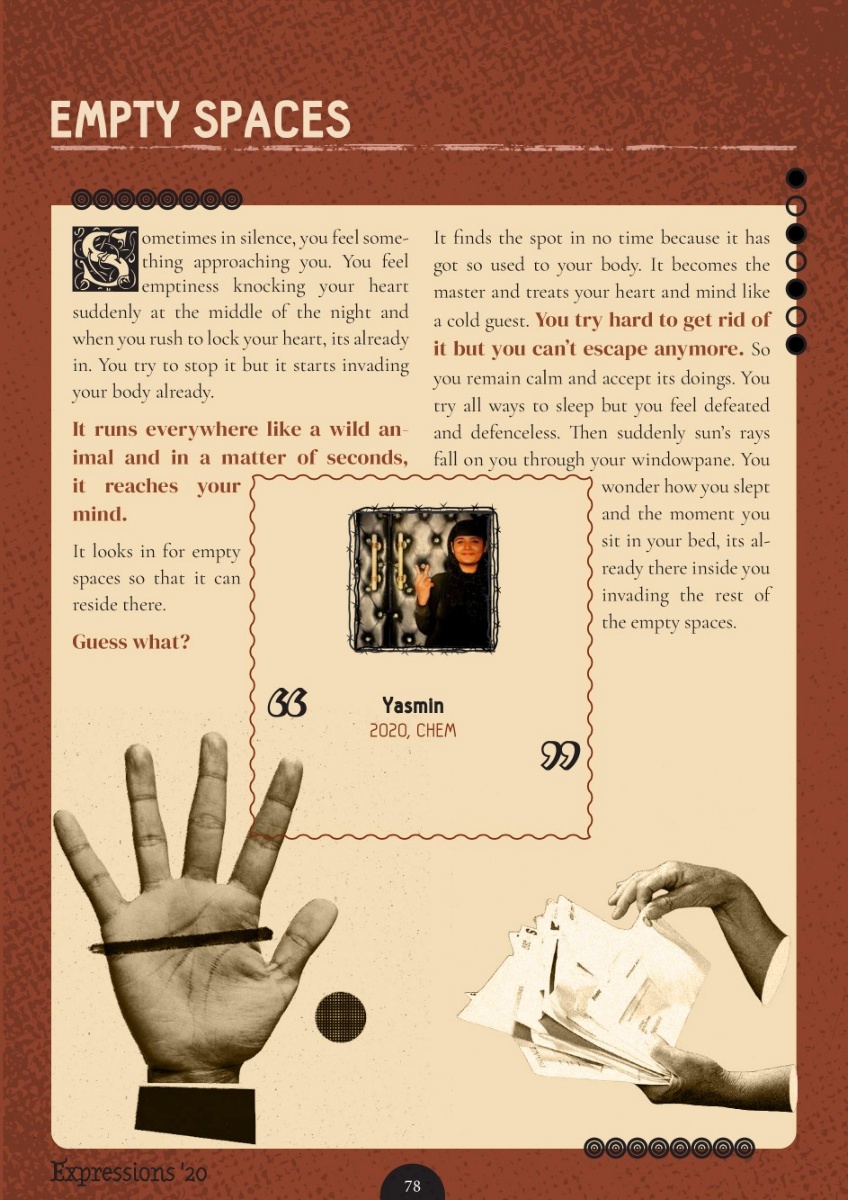 EMPTY SPACES
Sometimes in silence, you feel some-
thing approaching you. You feel
emptiness knocking your heart
suddenly at the middle of the night and
when you rush to lock your heart, its already
in. You try to stop it but it starts invading
your body already.
It runs everywhere like a wild an-
imal and in a matter of seconds,
it reaches your
mind.
It looks in for empty
spaces so that it can
reside there.
Guess what?
It finds the spot in no time because it has
got so used to your body. It becomes the
master and treats your heart and mind like
a cold guest. You try hard to get rid of
it but you can't escape anymore. So
you remain calm and accept its doings. You
try all ways to sleep but you feel defeated
and defenceless. Then suddenly sun's rays
fall on you through your windowpane. You
wonder how you slept
and the moment you
sit in your bed, its al-
ready there inside you
invading the rest of
the empty spaces.
“
Yasmin
2020, CHEM
”
Expressions '20
78